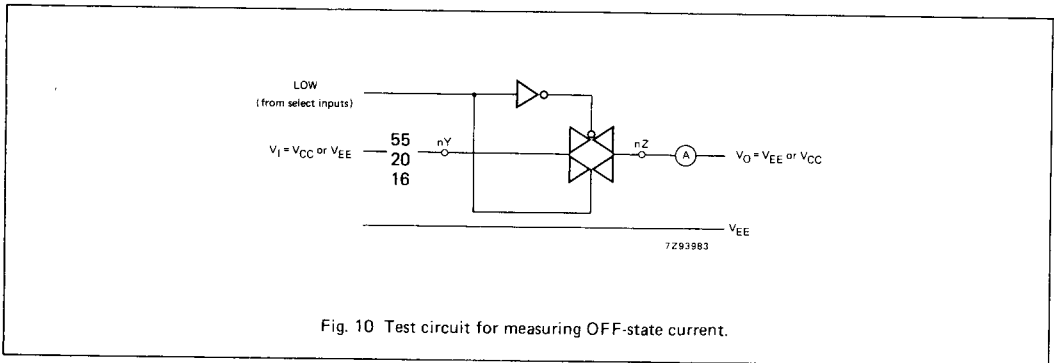 LOW
(from select inputs)
V_I = V_CC or V_EE
55
20
16
nY
nZ
A
V_O = V_EE or V_CC
V_EE
7Z93983
Fig. 10 Test circuit for measuring OFF-state current.